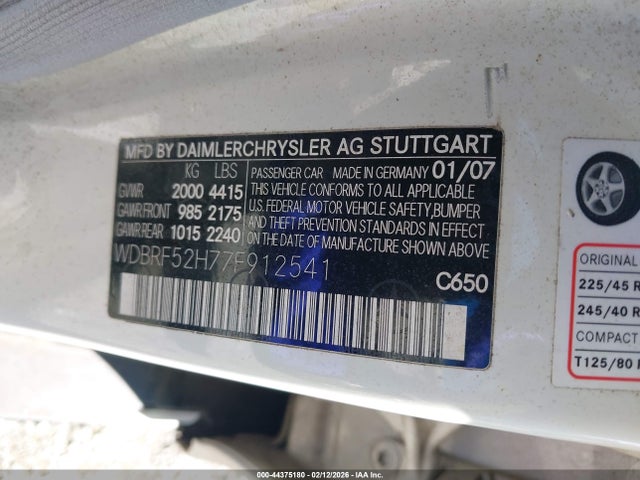 MFD BY DAIMLERCHRYSLER AG STUTTGART
KG LBS
GVWR 2000 4415
GAWR FRONT 985 2175
GAWR REAR 1015 2240
PASSENGER CAR MADE IN GERMANY 01/07
THIS VEHICLE CONFORMS TO ALL APPLICABLE
U.S. FEDERAL MOTOR VEHICLE SAFETY, BUMPER
AND THEFT PREVENTION STANDARDS IN EFFECT
ON THE DATE OF MANUFACTURE SHOWN ABOVE.
WDBRF52H77F912541
C650
ORIGINAL
225/45 R
245/40 R
COMPACT
T125/80
000-44375180 - 02/12/2026 - IAA Inc.